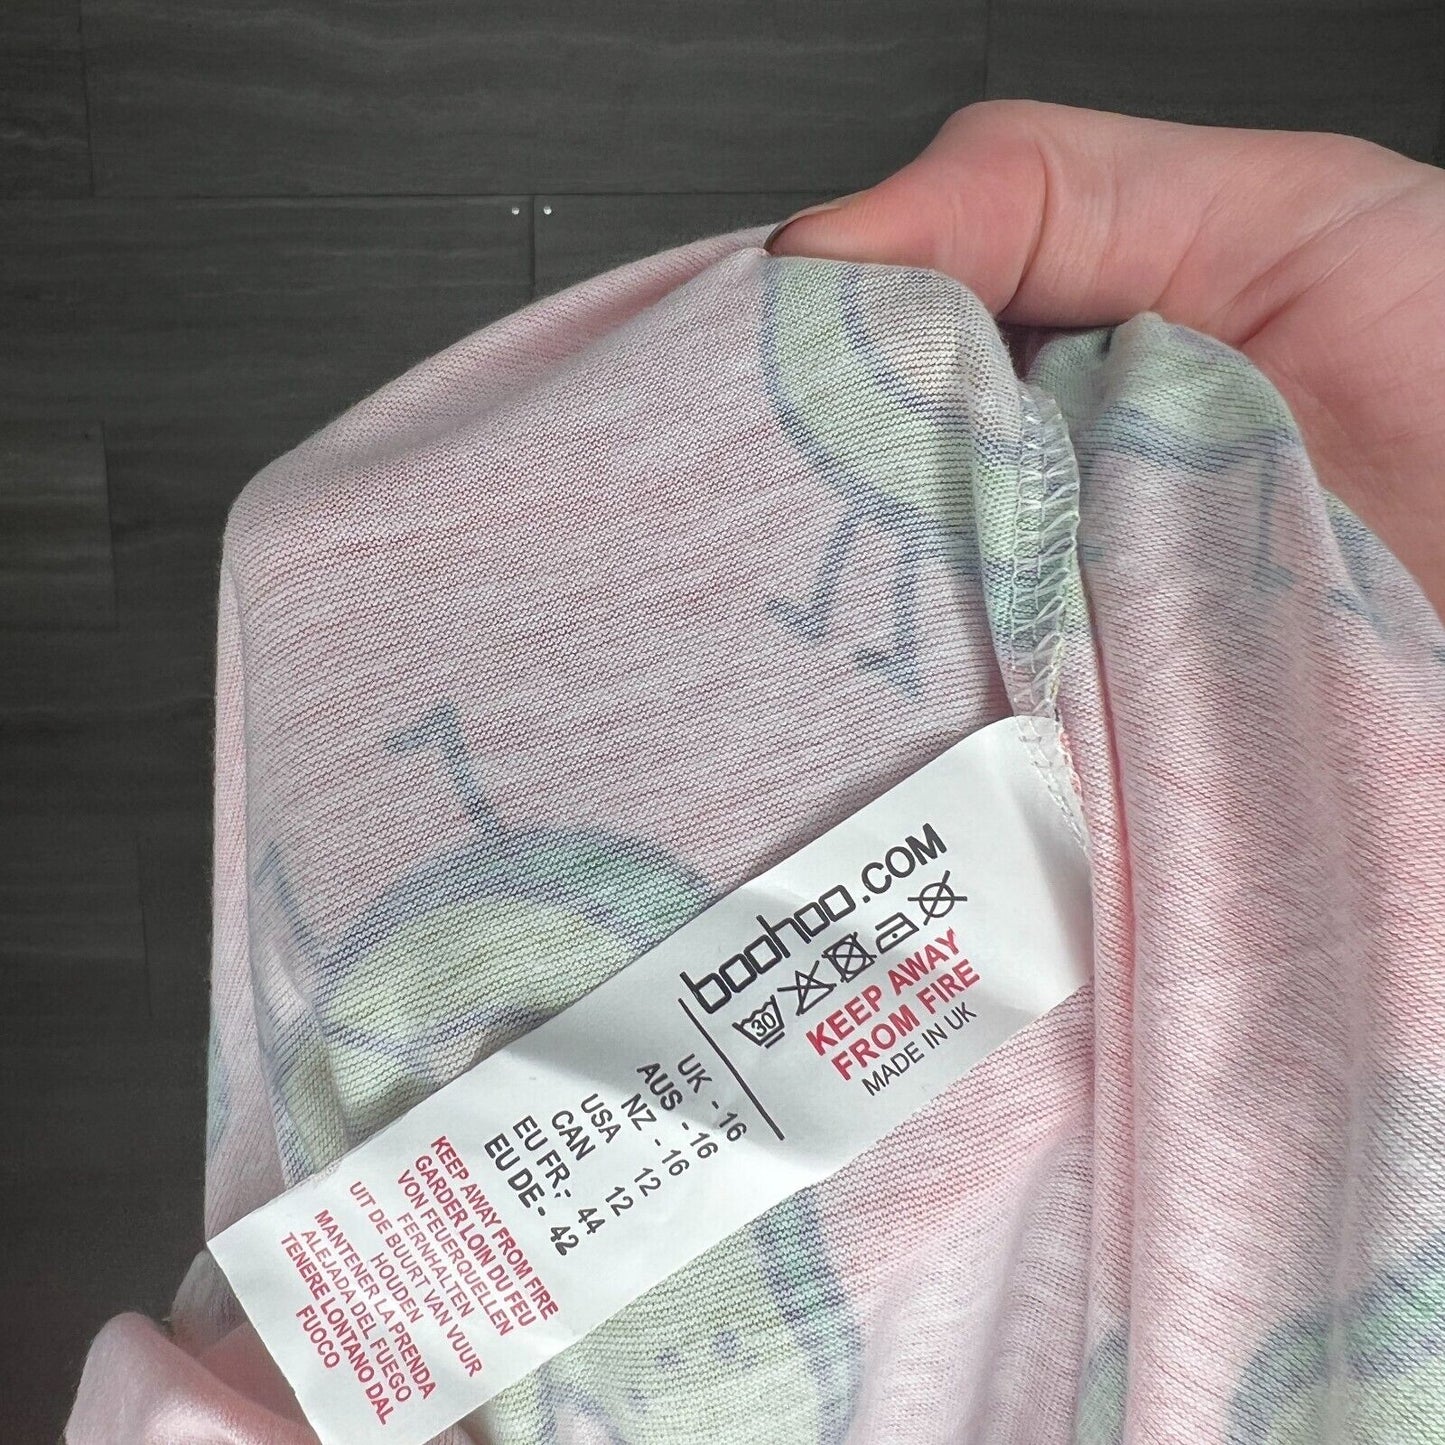 boohoo.COM
30
KEEP AWAY
FROM FIRE
MADE IN UK
UK - 16
AUS - 16
NZ - 16
USA 12
CAN 12
EU FR - 44
EU DE - 42
KEEP AWAY FROM FIRE
GARDER LOIN DU FEU
VON FEUERQUELLEN
FERNHALTEN
UIT DE BUURT VAN VUUR
HOUDEN
MANTENER LA PRENDA
ALEJADA DEL FUEGO
TENERE LONTANO DAL
FUOCO